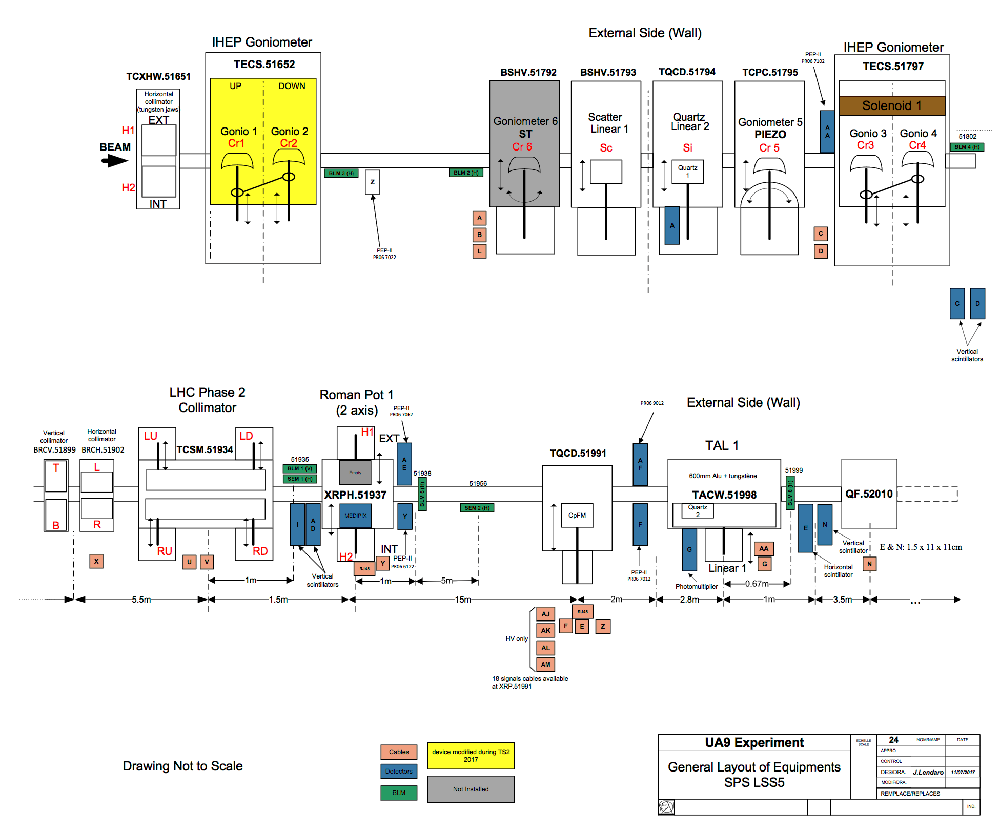 External Side (Wall)
IHEP Goniometer
IHEP Goniometer
PEP-II
PR06 7102
TECS.51652
TECS.51797
TCXHW.51651
BSHV.51792
BSHV.51793
TQCD.51794
TCPC.51795
UP
DOWN
Horizontal
collimator
(tungsten jaws)
EXT
H1
Solenoid 1
Goniometer 6
ST
Cr 6
Scatter
Linear 1
Sc
Quartz
Linear 2
Si
Goniometer 5
PIEZO
Cr 5
A
A
Gonio 1
Cr1
Gonio 2
Cr2
Gonio 3
Cr3
Gonio 4
Cr4
51802
BLM 4 (H)
BEAM
Quartz
1
BLM 3 (H)
BLM 2 (H)
Z
H2
INT
A
B
L
A
C
D
PEP-II
PR06 7022
C
D
Vertical
scintillators
LHC Phase 2
Collimator
Roman Pot 1
(2 axis)
PEP-II
PR06 7062
PR06 9012
External Side (Wall)
Vertical
collimator
BRCV.51899
Horizontal
collimator
BRCH.51902
LU
LD
TCSM.51934
H1
EXT
TAL 1
TQCD.51991
T
L
51935
BLM 1 (V)
SEM 1 (H)
Empty
A
E
51938
BLM 6 (H)
51956
A
F
600mm Alu + tungstène
51999
BLM 8 (H)
XRPH.51937
TACW.51998
QF.52010
MEDIPIX
SEM 2 (H)
CpFM
Quartz
2
B
R
I
A
D
Y
F
E
N
RU
RD
H2
INT
G
Vertical
scintillator
E & N: 1.5 x 11 x 11cm
X
U
V
RJ45
Y
PEP-II
PR06 6122
PEP-II
PR06 7012
Linear 1
AA
G
Horizontal
scintillator
N
Vertical
scintillators
Photomultiplier
1m
1m
5m
0.67m
5.5m
1.5m
15m
2m
2.8m
1m
3.5m
...
HV only
AJ
AK
AL
AM
RJ45
F
E
Z
18 signals cables available
at XRP.51991
Drawing Not to Scale
Cables
Detectors
BLM
device modified during TS2
2017
Not Installed
UA9 Experiment
General Layout of Equipments
SPS LSS5
ECHELLE
SCALE
24
NOM/NAME
DATE
APPRO.
CONTROL
DES/DRA.
J.Lendaro
11/07/2017
MODIF/DRA.
REMPLACE/REPLACES
CERN
IND.